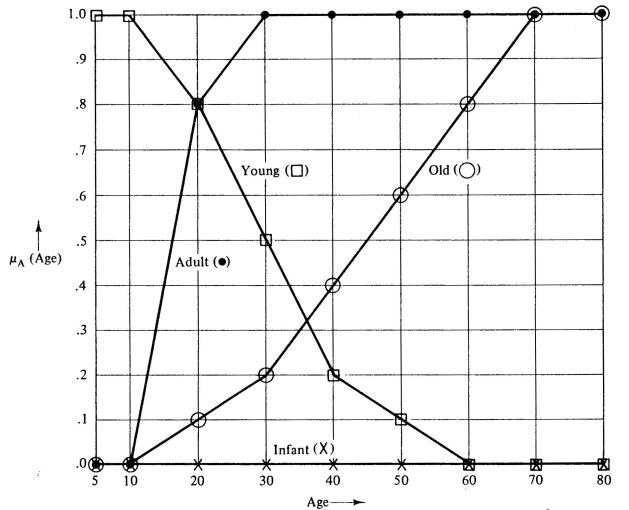 1.0
.9
.8
.7
Young (□)
Old (○)
.6
.5
μA (Age)
Adult (●)
.4
.3
.2
.1
Infant (X)
.0
5 10 20 30 40 50 60 70 80
Age